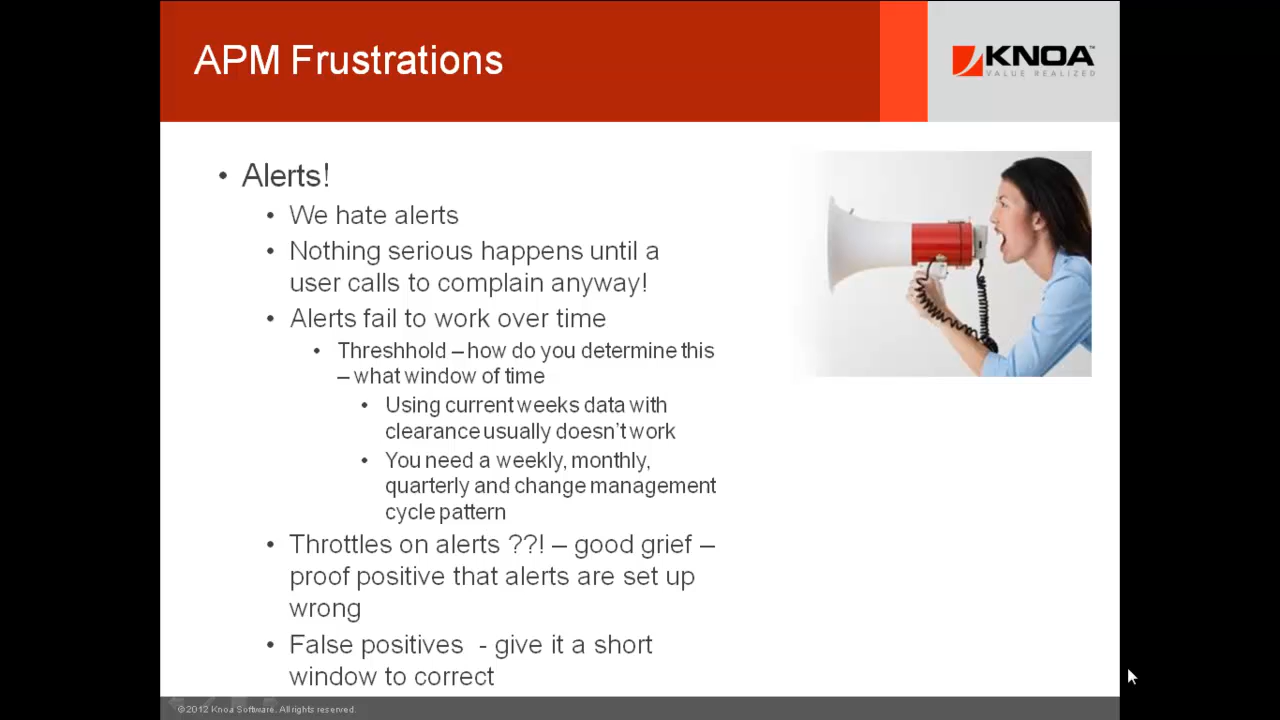 APM Frustrations
KNOA™
VALUE REALIZED
• Alerts!
• We hate alerts
• Nothing serious happens until a
user calls to complain anyway!
• Alerts fail to work over time
• Threshhold – how do you determine this
– what window of time
• Using current weeks data with
clearance usually doesn't work
• You need a weekly, monthly,
quarterly and change management
cycle pattern
• Throttles on alerts ??! – good grief –
proof positive that alerts are set up
wrong
• False positives - give it a short
window to correct
©2012 Knoa Software. All rights reserved.